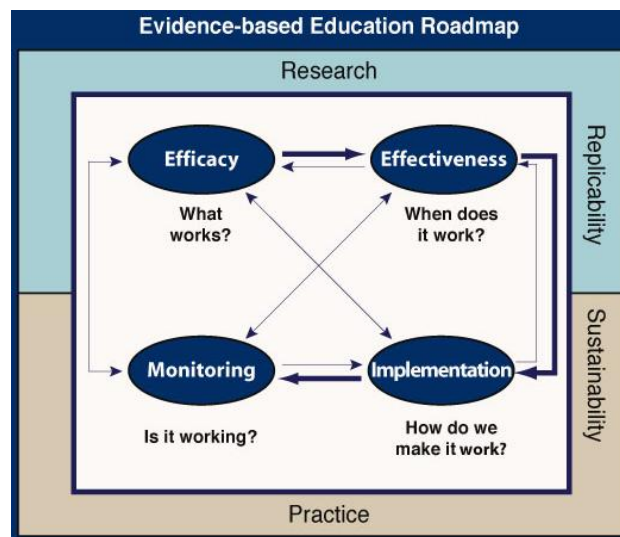 Evidence-based Education Roadmap
Research
Efficacy
Effectiveness
What
works?
When does
it work?
Replicability
Monitoring
Implementation
Is it working?
How do we
make it work?
Sustainability
Practice